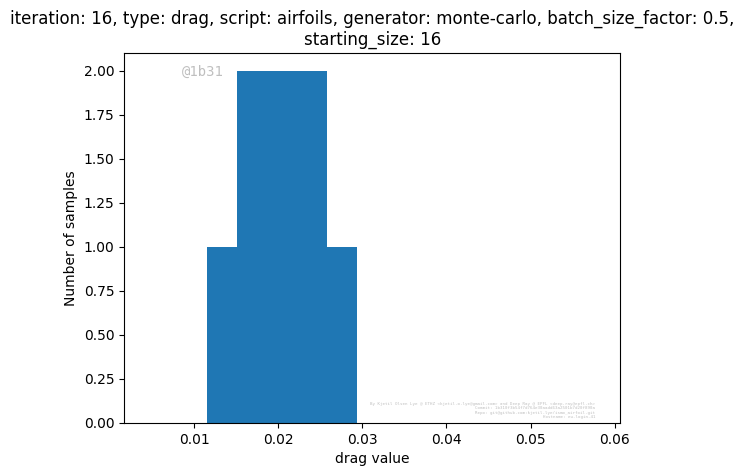 iteration: 16, type: drag, script: airfoils, generator: monte-carlo, batch_size_factor: 0.5,
starting_size: 16
@1b31
2.00
1.75
1.50
1.25
1.00
0.75
0.50
0.25
0.00
Number of samples
0.01 0.02 0.03 0.04 0.05 0.06
drag value